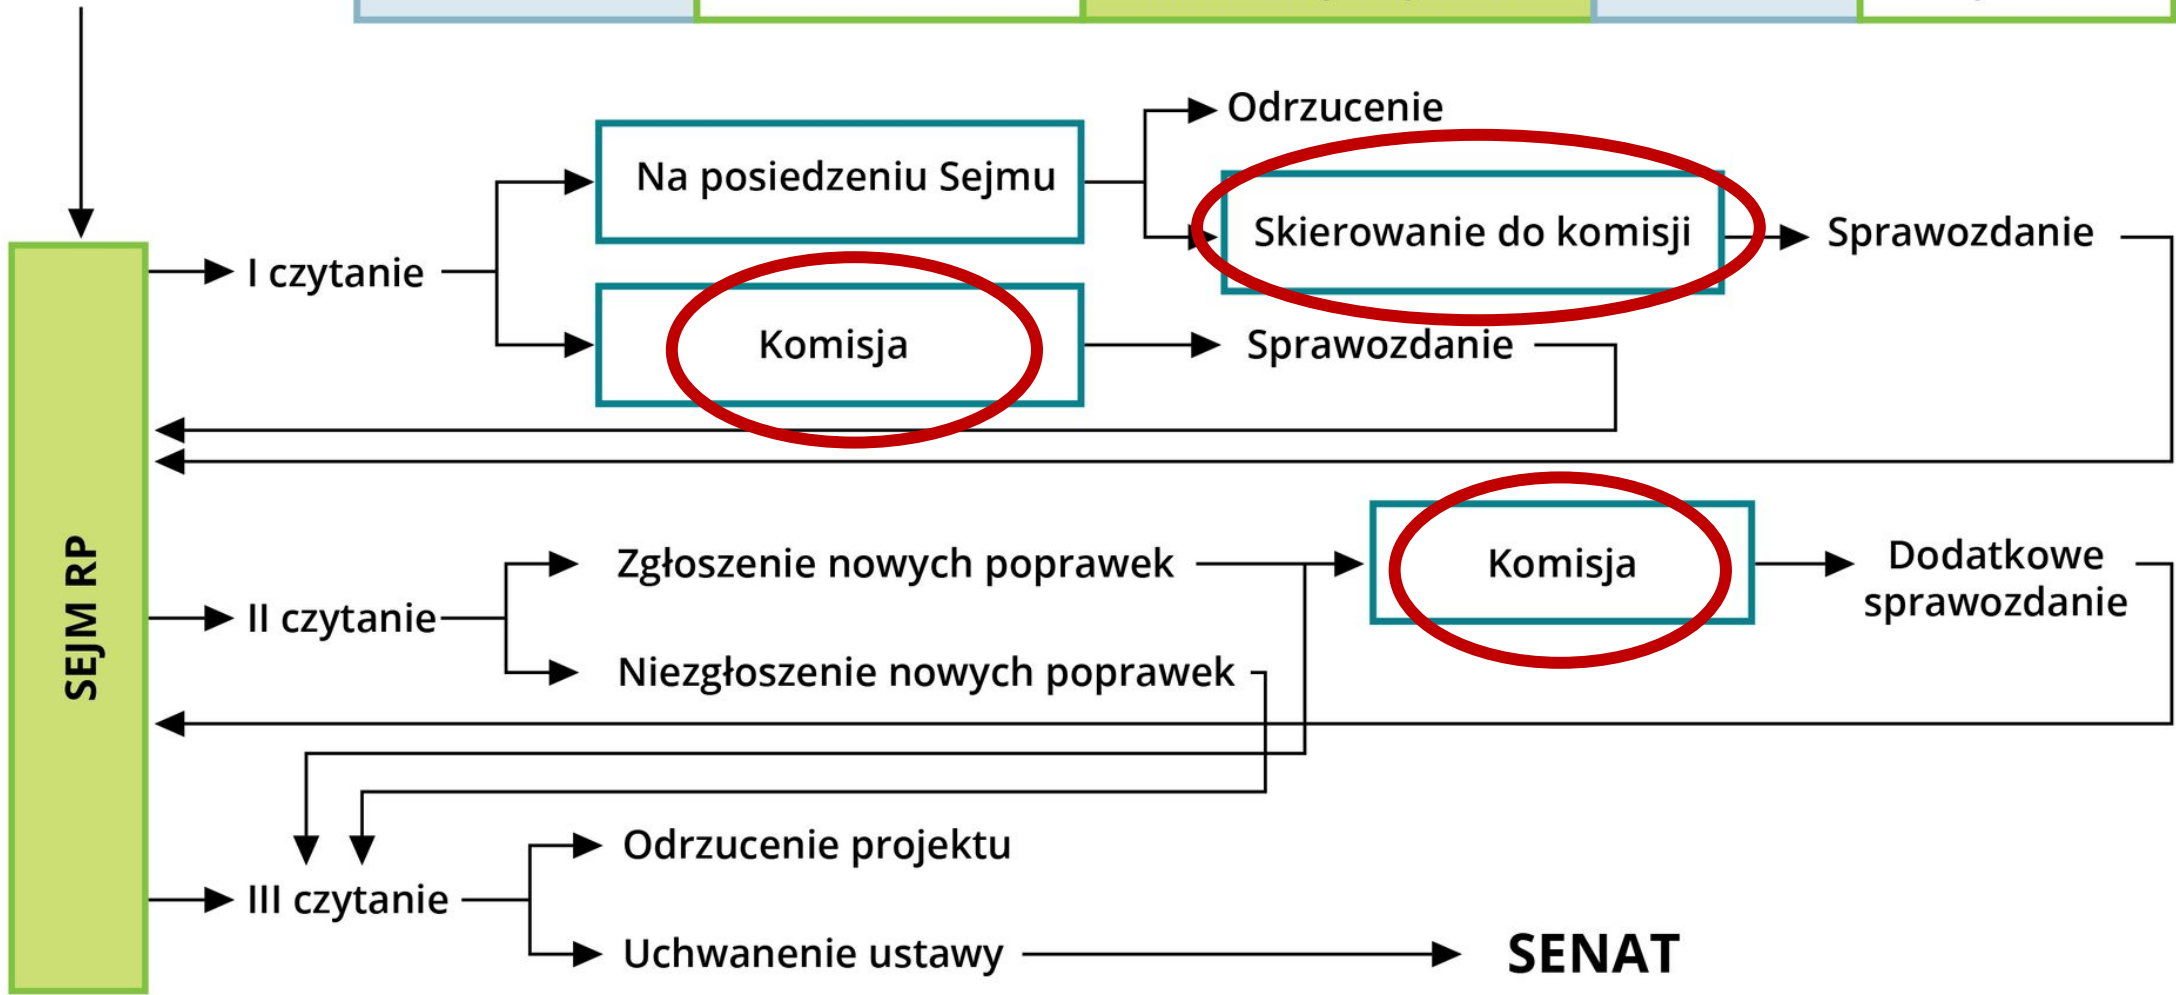 Odrzucenie
Na posiedzeniu Sejmu
Skierowanie do komisji
Sprawozdanie
I czytanie
Komisja
Sprawozdanie
SEJM RP
Zgłoszenie nowych poprawek
Komisja
Dodatkowe
sprawozdanie
II czytanie
Niezgłoszenie nowych poprawek
Odrzucenie projektu
III czytanie
Uchwanenie ustawy
SENAT